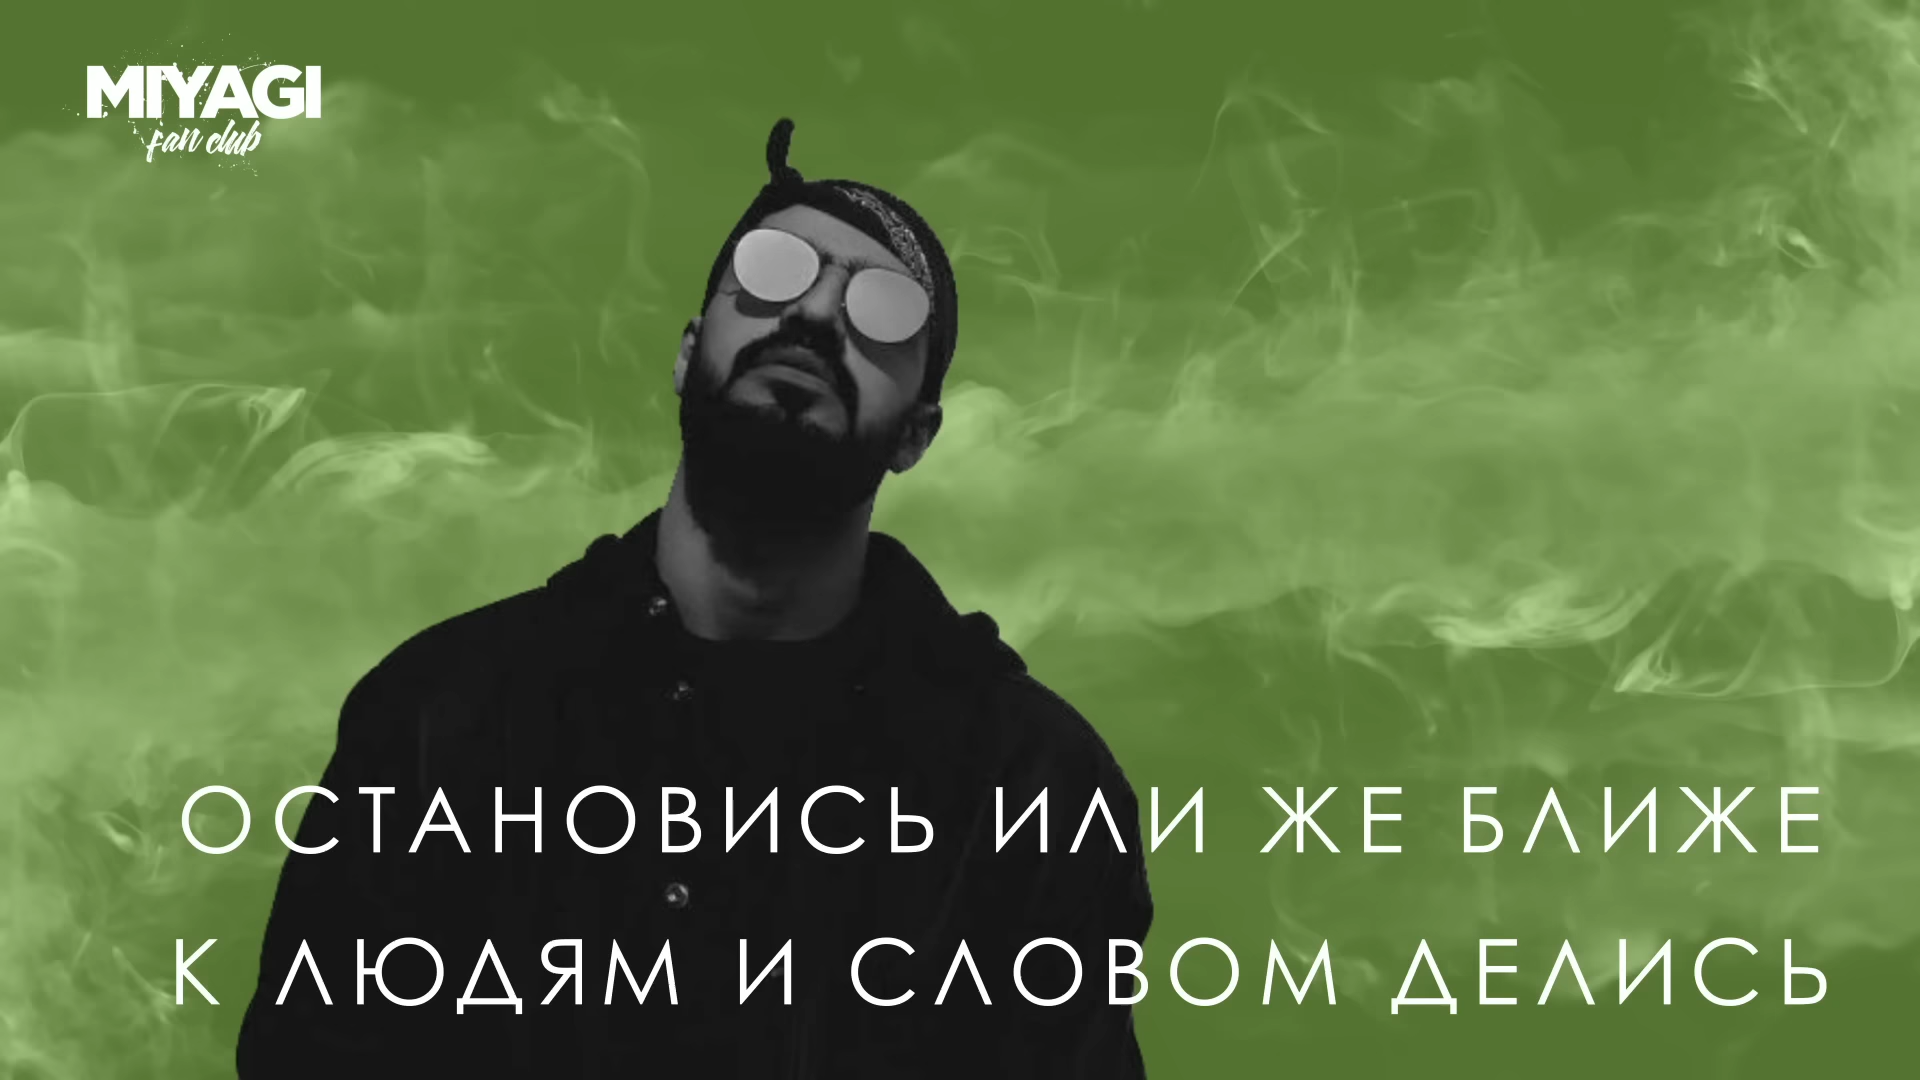 MIYAGI
fan club
ОСТАНОВИСЬ ИЛИ ЖЕ БЛИЖЕ
К ЛЮДЯМ И СЛОВОМ ДЕЛИСЬ